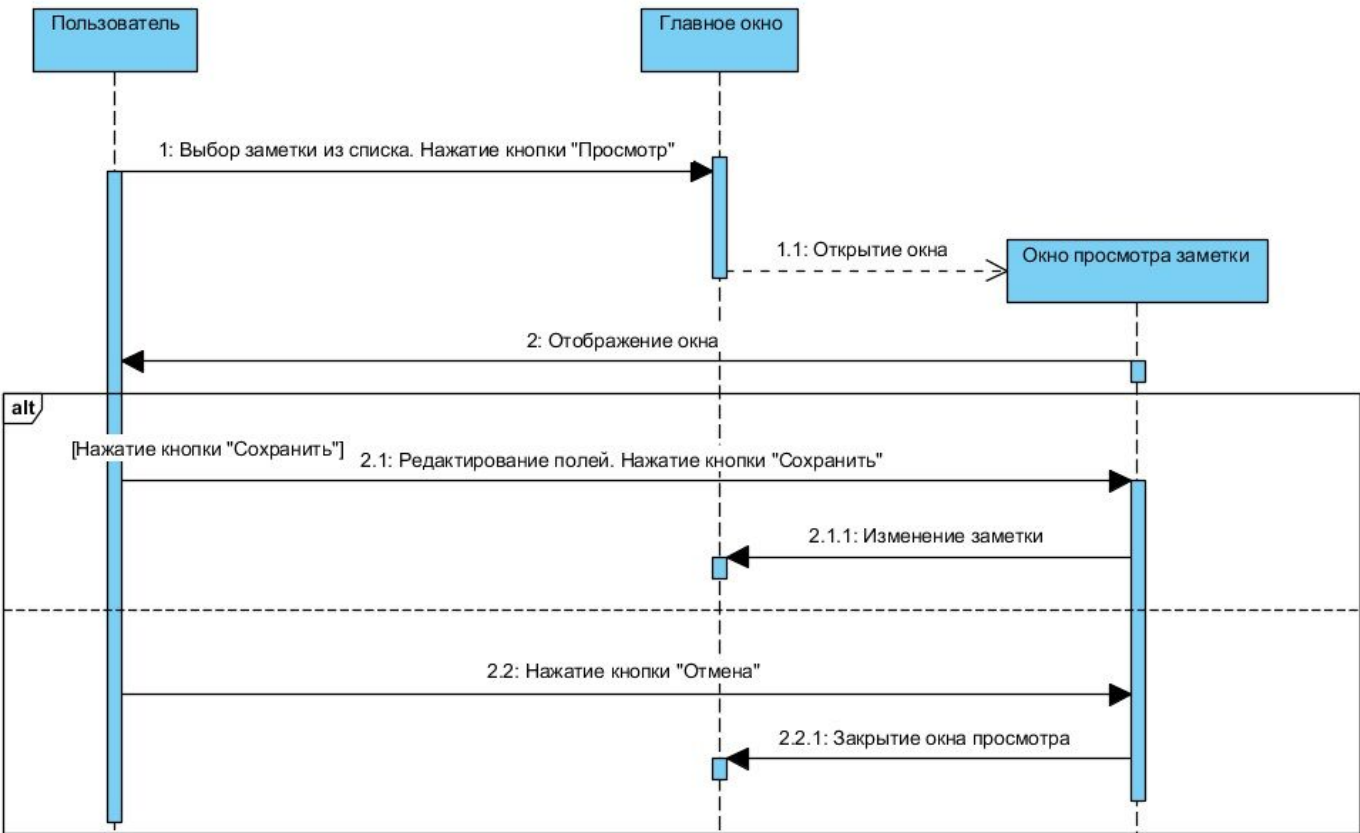 Пользователь
Главное окно
1: Выбор заметки из списка. Нажатие кнопки "Просмотр"
1.1: Открытие окна
Окно просмотра заметки
2: Отображение окна
alt
[Нажатие кнопки "Сохранить"]
2.1: Редактирование полей. Нажатие кнопки "Сохранить"
2.1.1: Изменение заметки
2.2: Нажатие кнопки "Отмена"
2.2.1: Закрытие окна просмотра